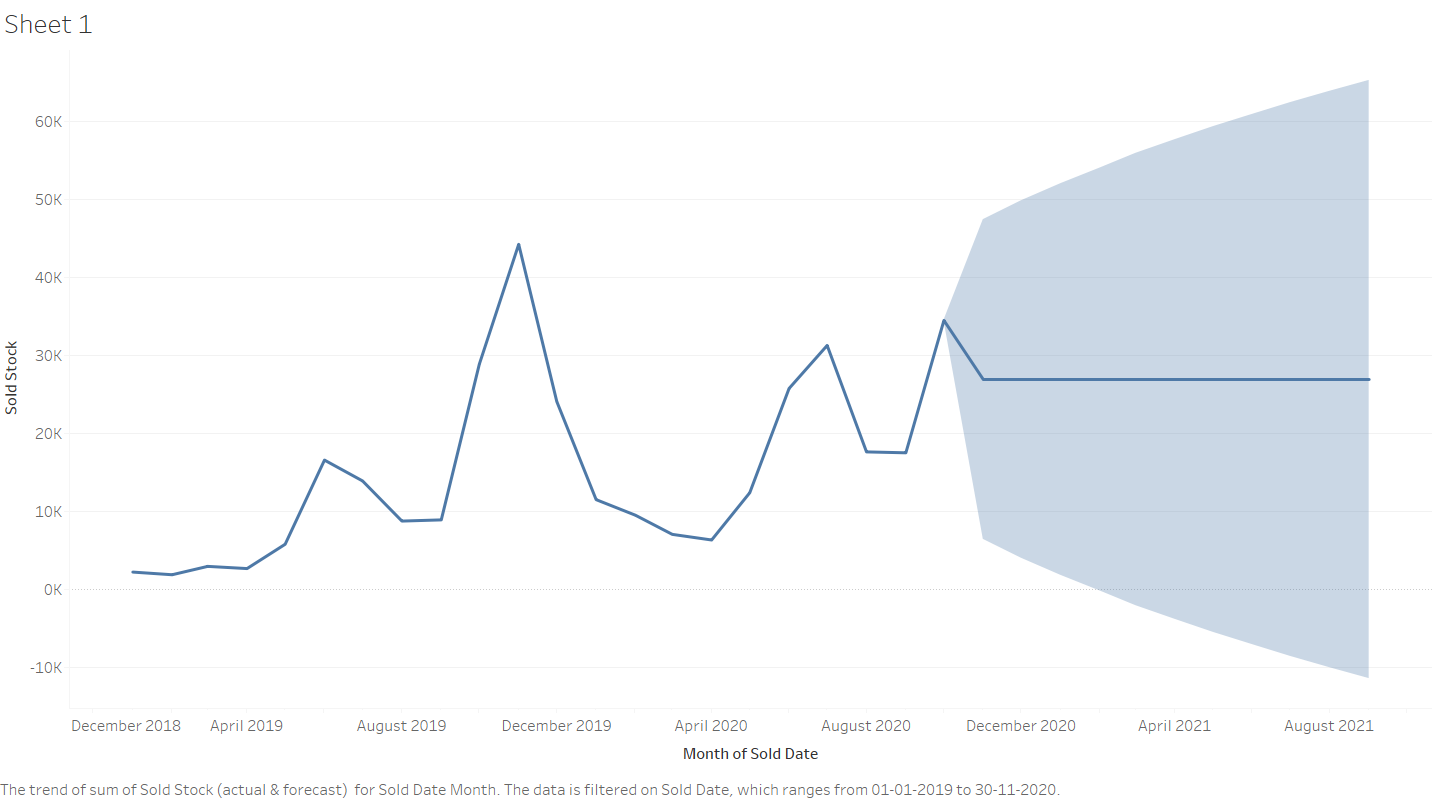 Sheet 1
60K
50K
40K
30K
20K
10K
0K
-10K
Sold Stock
December 2018 April 2019 August 2019 December 2019 April 2020 August 2020 December 2020 April 2021 August 2021
Month of Sold Date
The trend of sum of Sold Stock (actual & forecast)  for Sold Date Month. The data is filtered on Sold Date, which ranges from 01-01-2019 to 30-11-2020.